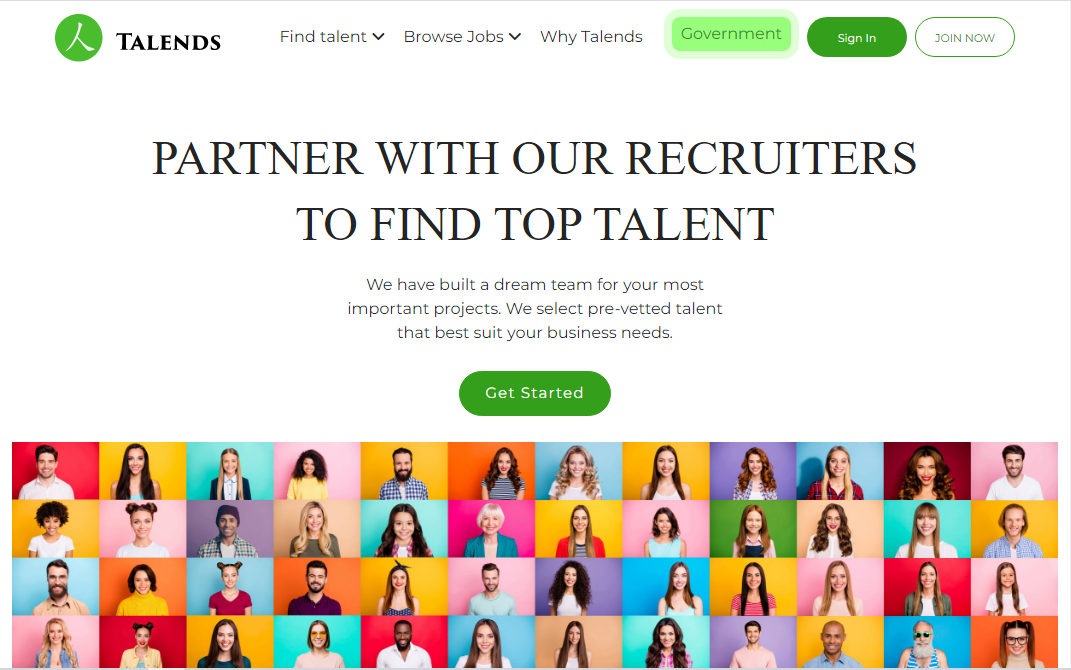 人 TALENDS
Find talent
Browse Jobs
Why Talends
Government
Sign In
JOIN NOW
PARTNER WITH OUR RECRUITERS
TO FIND TOP TALENT
We have built a dream team for your most
important projects. We select pre-vetted talent
that best suit your business needs.
Get Started